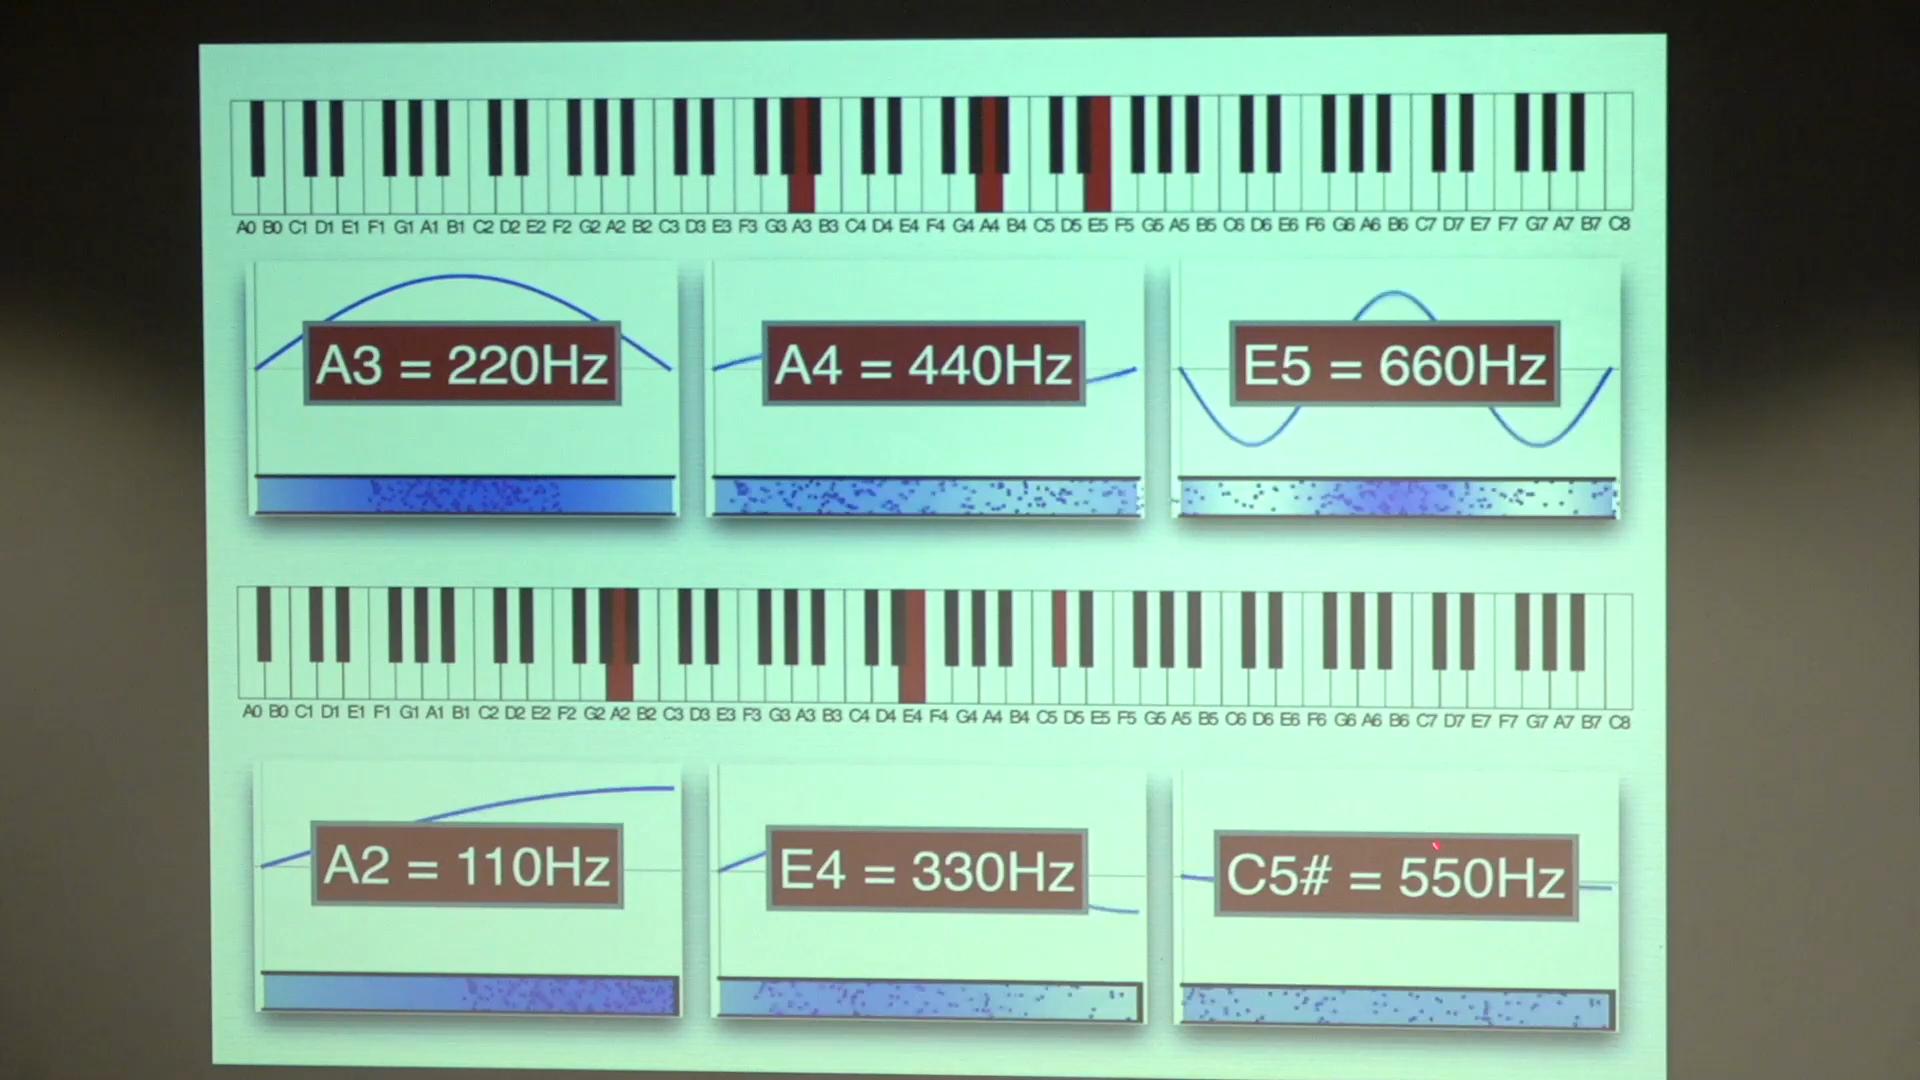 A0 B0 C1 D1 E1 F1 G1 A1 B1 C2 D2 E2 F2 G2 A2 B2 C3 D3 E3 F3 G3 A3 B3 C4 D4 E4 F4 G4 A4 B4 C5 D5 E5 F5 G5 A5 B5 C6 D6 E6 F6 G6 A6 B6 C7 D7 E7 F7 G7 A7 B7 C8
A3 = 220Hz
A4 = 440Hz
E5 = 660Hz
A0 B0 C1 D1 E1 F1 G1 A1 B1 C2 D2 E2 F2 G2 A2 B2 C3 D3 E3 F3 G3 A3 B3 C4 D4 E4 F4 G4 A4 B4 C5 D5 E5 F5 G5 A5 B5 C6 D6 E6 F6 G6 A6 B6 C7 D7 E7 F7 G7 A7 B7 C8
A2 = 110Hz
E4 = 330Hz
C5# = 550Hz